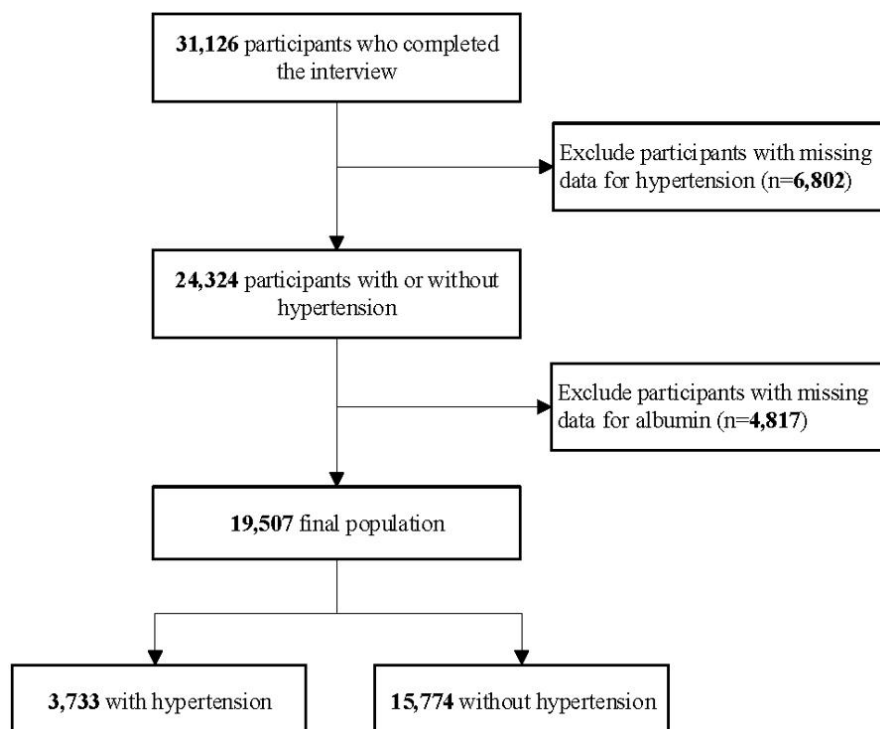 31,126 participants who completed
the interview
Exclude participants with missing
data for hypertension (n=6,802)
24,324 participants with or without
hypertension
Exclude participants with missing
data for albumin (n=4,817)
19,507 final population
3,733 with hypertension
15,774 without hypertension